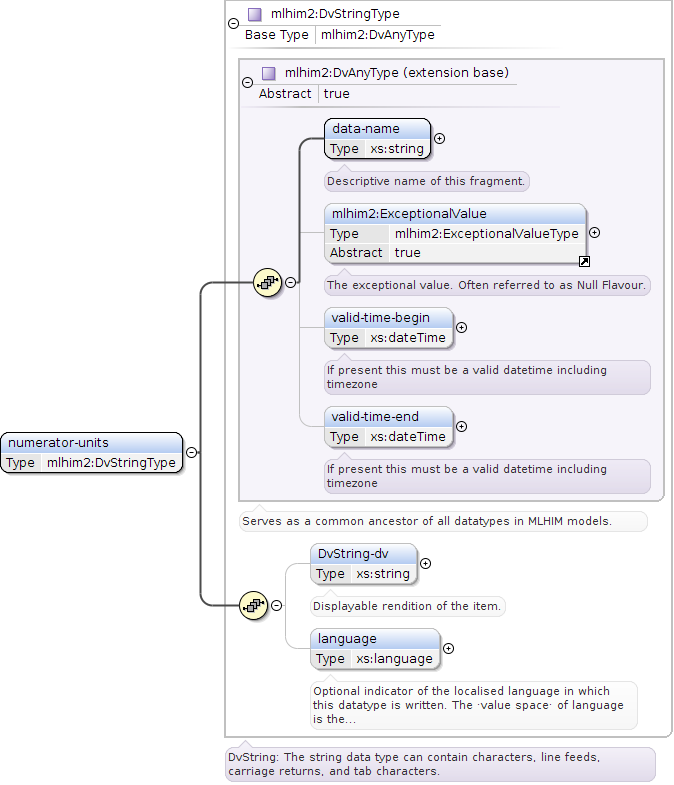 mlhim2:DvStringType
Base Type mlhim2:DvAnyType
mlhim2:DvAnyType (extension base)
Abstract true
data-name
Type xs:string
Descriptive name of this fragment.
mlhim2:ExceptionalValue
Type mlhim2:ExceptionalValueType
Abstract true
The exceptional value. Often referred to as Null Flavour.
valid-time-begin
Type xs:dateTime
If present this must be a valid datetime including
timezone
valid-time-end
Type xs:dateTime
If present this must be a valid datetime including
timezone
numerator-units
Type mlhim2:DvStringType
Serves as a common ancestor of all datatypes in MLHIM models.
DvString-dv
Type xs:string
Displayable rendition of the item.
language
Type xs:language
Optional indicator of the localised language in which
this datatype is written. The ·value space· of language
is the...
DvString: The string data type can contain characters, line feeds,
carriage returns, and tab characters.